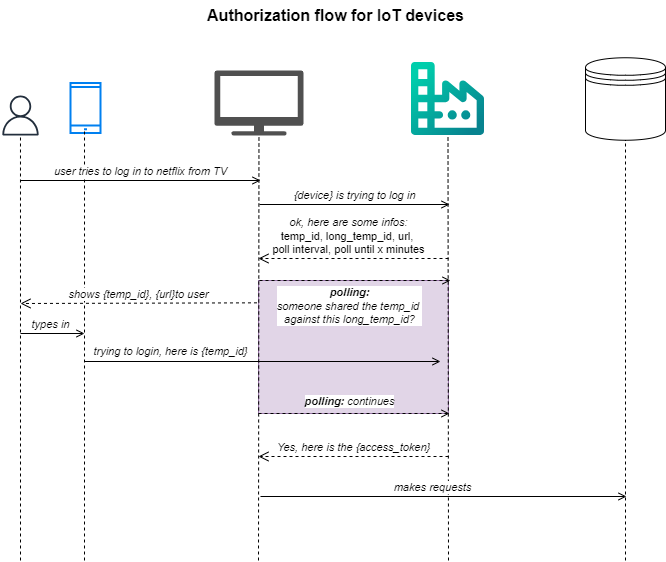 Authorization flow for IoT devices
user tries to log in to netflix from TV
{device} is trying to log in
ok, here are some infos:
temp_id, long_temp_id, url,
poll interval, poll until x minutes
polling:
someone shared the temp_id
against this long_temp_id?
shows {temp_id}, {url}to user
types in
trying to login, here is {temp_id}
polling: continues
Yes, here is the {access_token}
makes requests